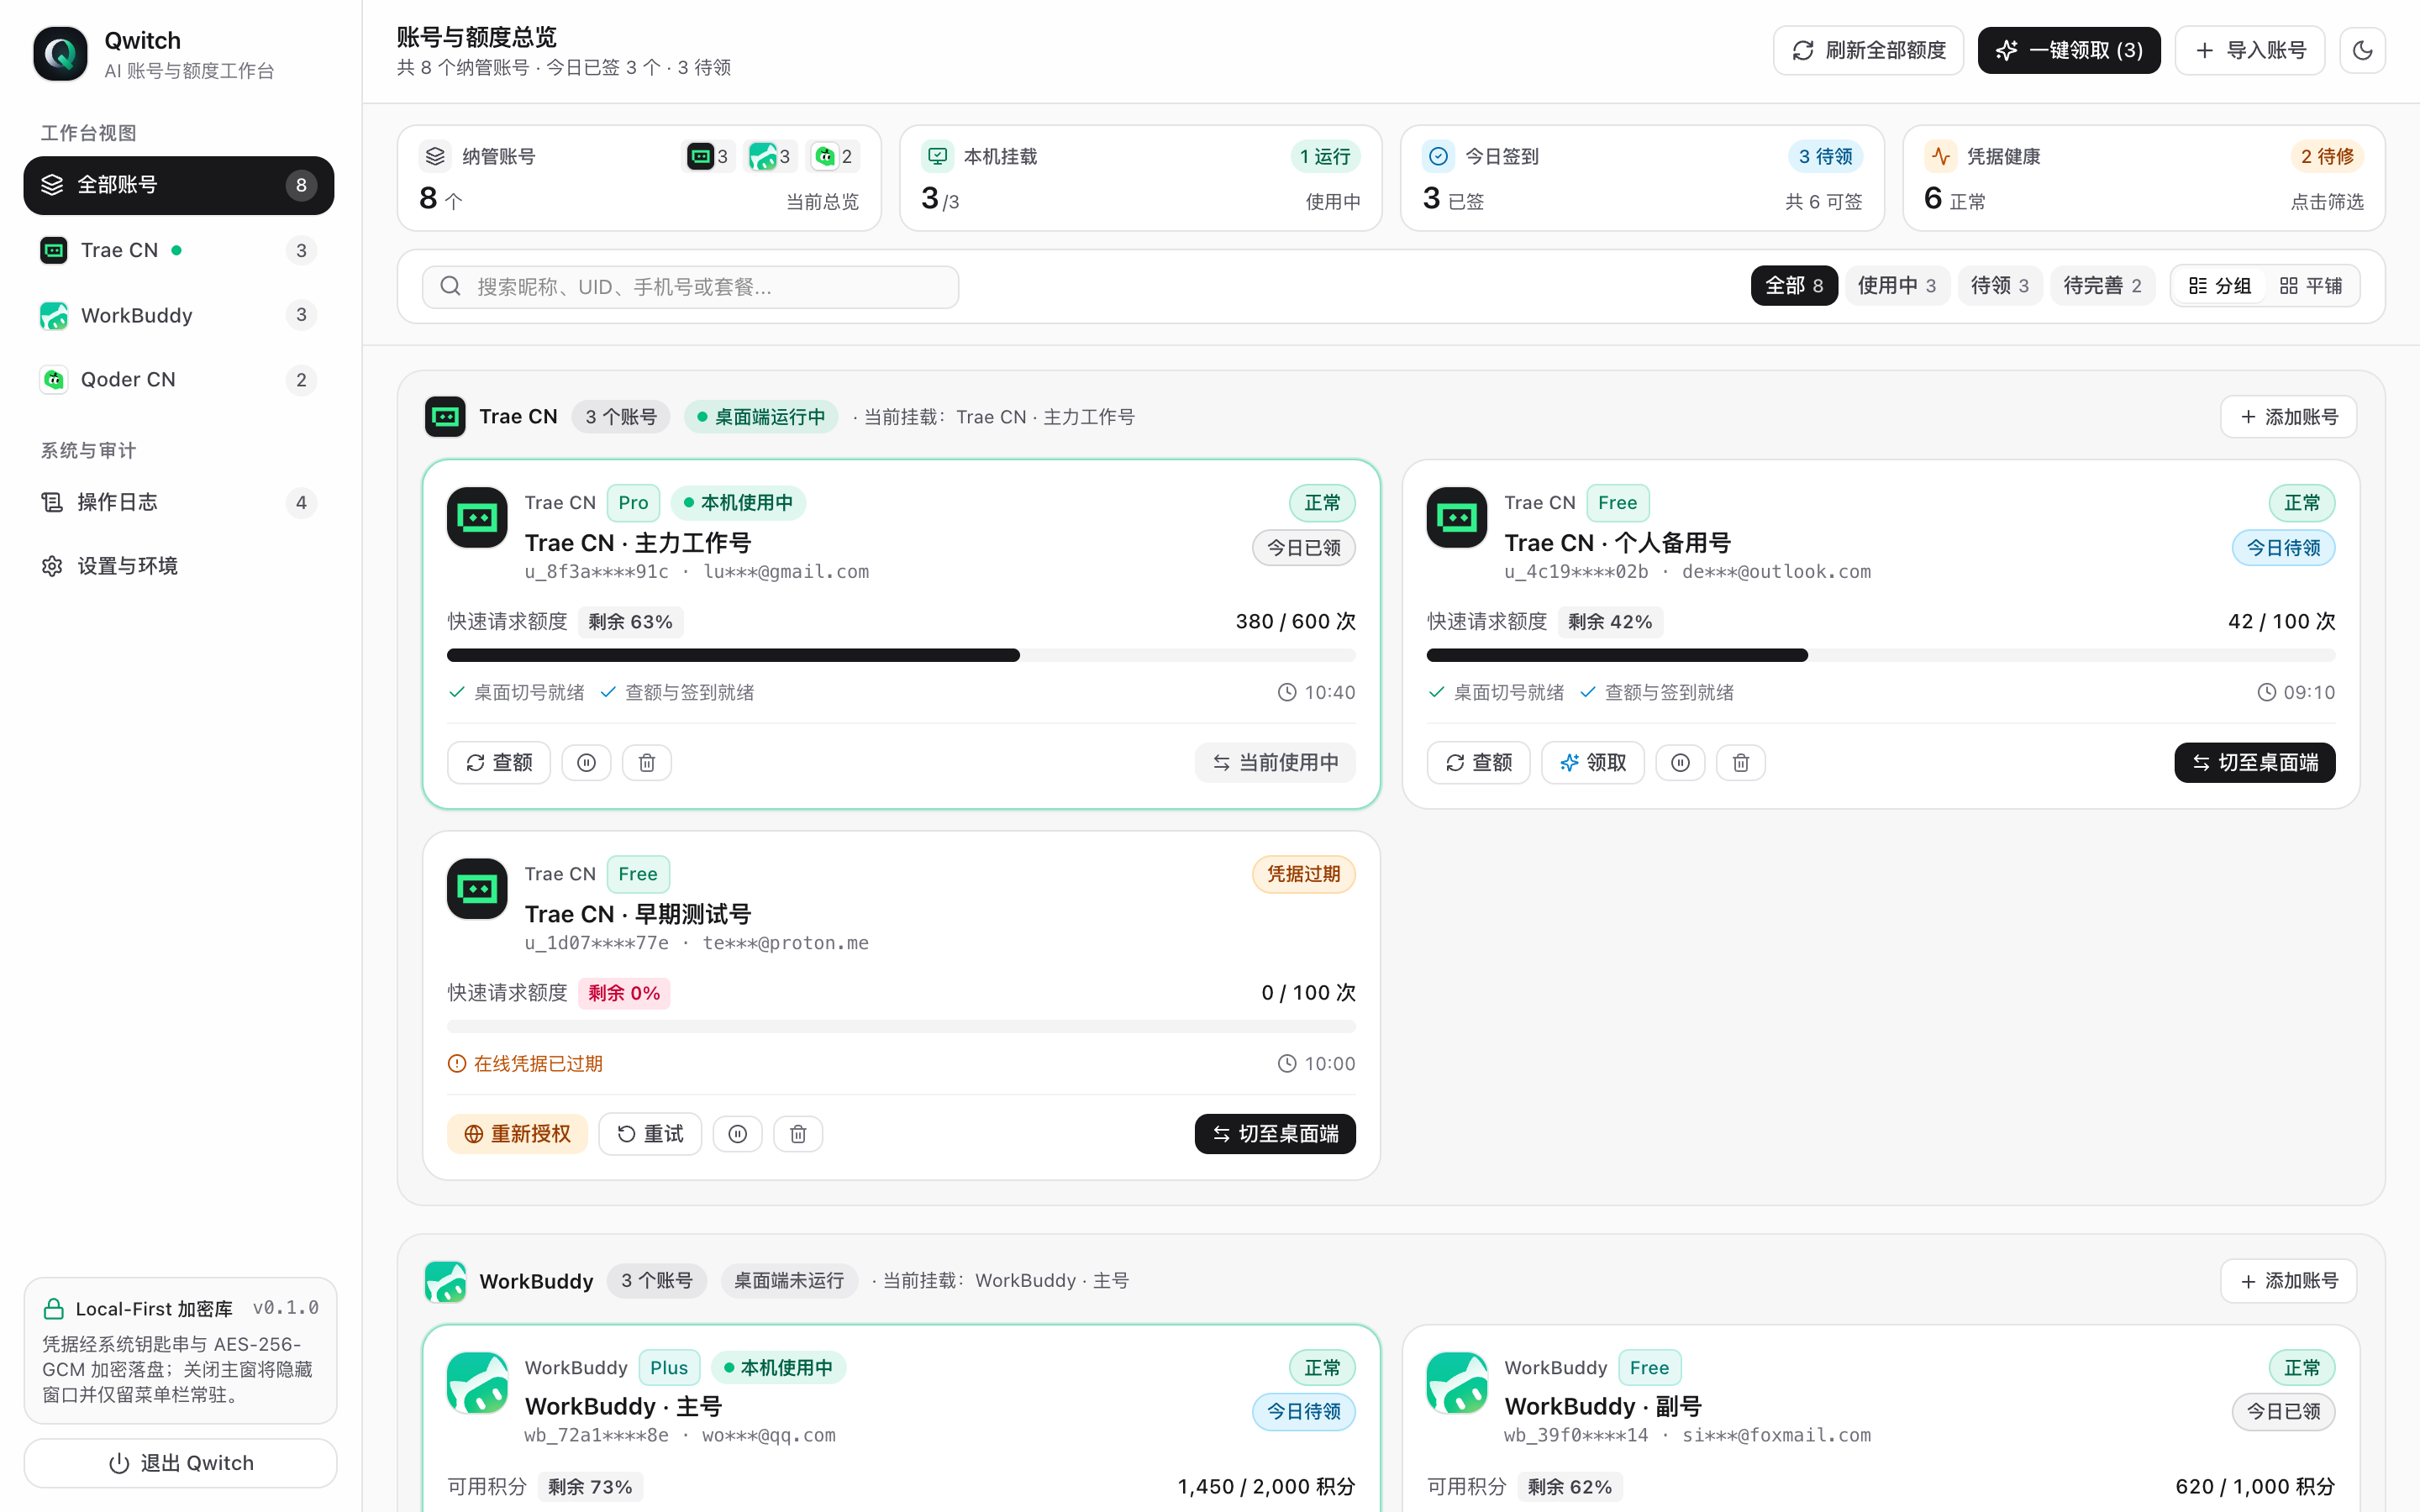 Qwitch
AI 账号与额度工作台
工作台视图
全部账号 8
Trae CN 3
WorkBuddy 3
Qoder CN 2
系统与审计
操作日志 4
设置与环境
Local-First 加密库 v0.1.0
凭据经系统钥匙串与 AES-256-
GCM 加密落盘；关闭主窗将隐藏
窗口并仅留菜单栏常驻。
退出 Qwitch
账号与额度总览
共 8 个纳管账号 · 今日已签 3 个 · 3 待领
刷新全部额度
一键领取 (3)
导入账号
纳管账号 3 3 2
8 个 当前总览
本机挂载 1 运行
3 /3 使用中
今日签到 3 待领
3 已签 共 6 可签
凭据健康 2 待修
6 正常 点击筛选
搜索昵称、UID、手机号或套餐...
全部 8 使用中 3 待领 3 待完善 2 分组 平铺
Trae CN 3 个账号 桌面端运行中 · 当前挂载：Trae CN · 主力工作号 添加账号
Trae CN Pro 本机使用中 正常
Trae CN · 主力工作号 今日已领
u_8f3a****91c · lu***@gmail.com
快速请求额度 剩余 63% 380 / 600 次
桌面切号就绪 查额与签到就绪 10:40
查额 当前使用中
Trae CN Free 正常
Trae CN · 个人备用号 今日待领
u_4c19****02b · de***@outlook.com
快速请求额度 剩余 42% 42 / 100 次
桌面切号就绪 查额与签到就绪 09:10
查额 领取 切至桌面端
Trae CN Free 凭据过期
Trae CN · 早期测试号
u_1d07****77e · te***@proton.me
快速请求额度 剩余 0% 0 / 100 次
在线凭据已过期 10:00
重新授权 重试 切至桌面端
WorkBuddy 3 个账号 桌面端未运行 · 当前挂载：WorkBuddy · 主号 添加账号
WorkBuddy Plus 本机使用中 正常
WorkBuddy · 主号 今日待领
wb_72a1****8e · wo***@qq.com
可用积分 剩余 73% 1,450 / 2,000 积分
WorkBuddy Free 正常
WorkBuddy · 副号 今日已领
wb_39f0****14 · si***@foxmail.com
可用积分 剩余 62% 620 / 1,000 积分